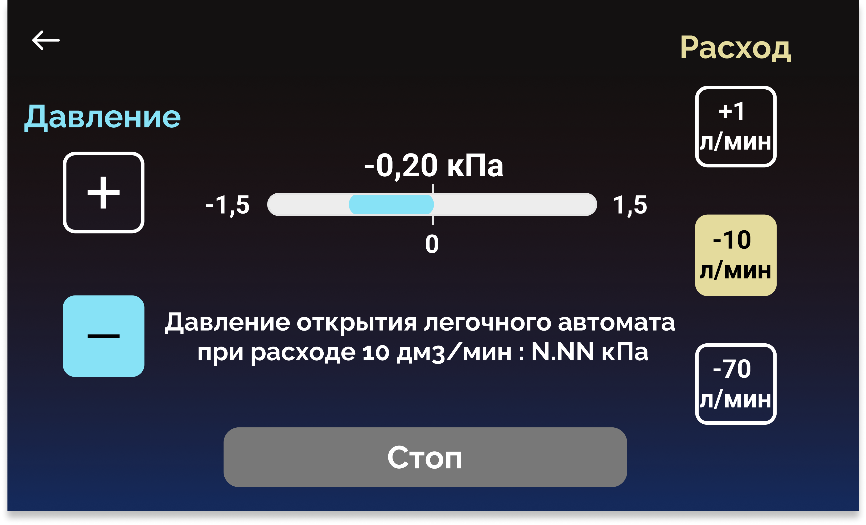 Расход
Давление
+1
л/мин
+
-0,20 кПа
-1,5
1,5
0
-10
л/мин
−
Давление открытия легочного автомата
при расходе 10 дм3/мин : N.NN кПа
-70
л/мин
Стоп